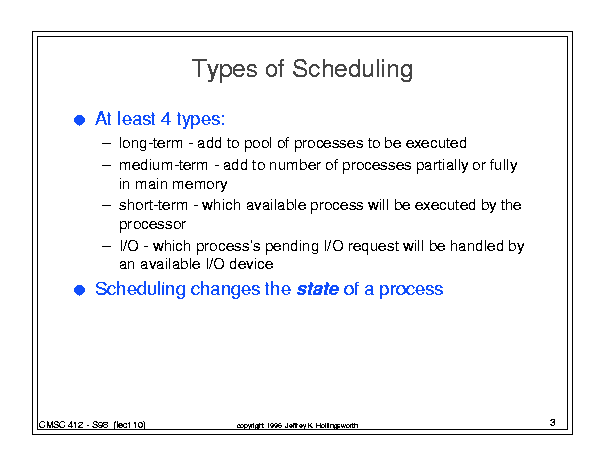 Types of Scheduling
● At least 4 types:
– long-term - add to pool of processes to be executed
– medium-term - add to number of processes partially or fully
in main memory
– short-term - which available process will be executed by the
processor
– I/O - which process's pending I/O request will be handled by
an available I/O device
● Scheduling changes the state of a process
CMSC 412 - S98 (lect 10)
copyright 1996 Jeffrey K. Hollingsworth
3